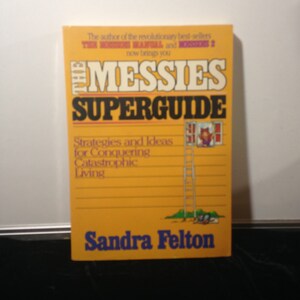 The author of the revolutionary best-sellers
THE MESSIES MANUAL and MESSIES 2
now brings you
THE MESSIES
SUPERGUIDE
Strategies and Ideas
for Conquering
Catastrophic
Living
Sandra Felton